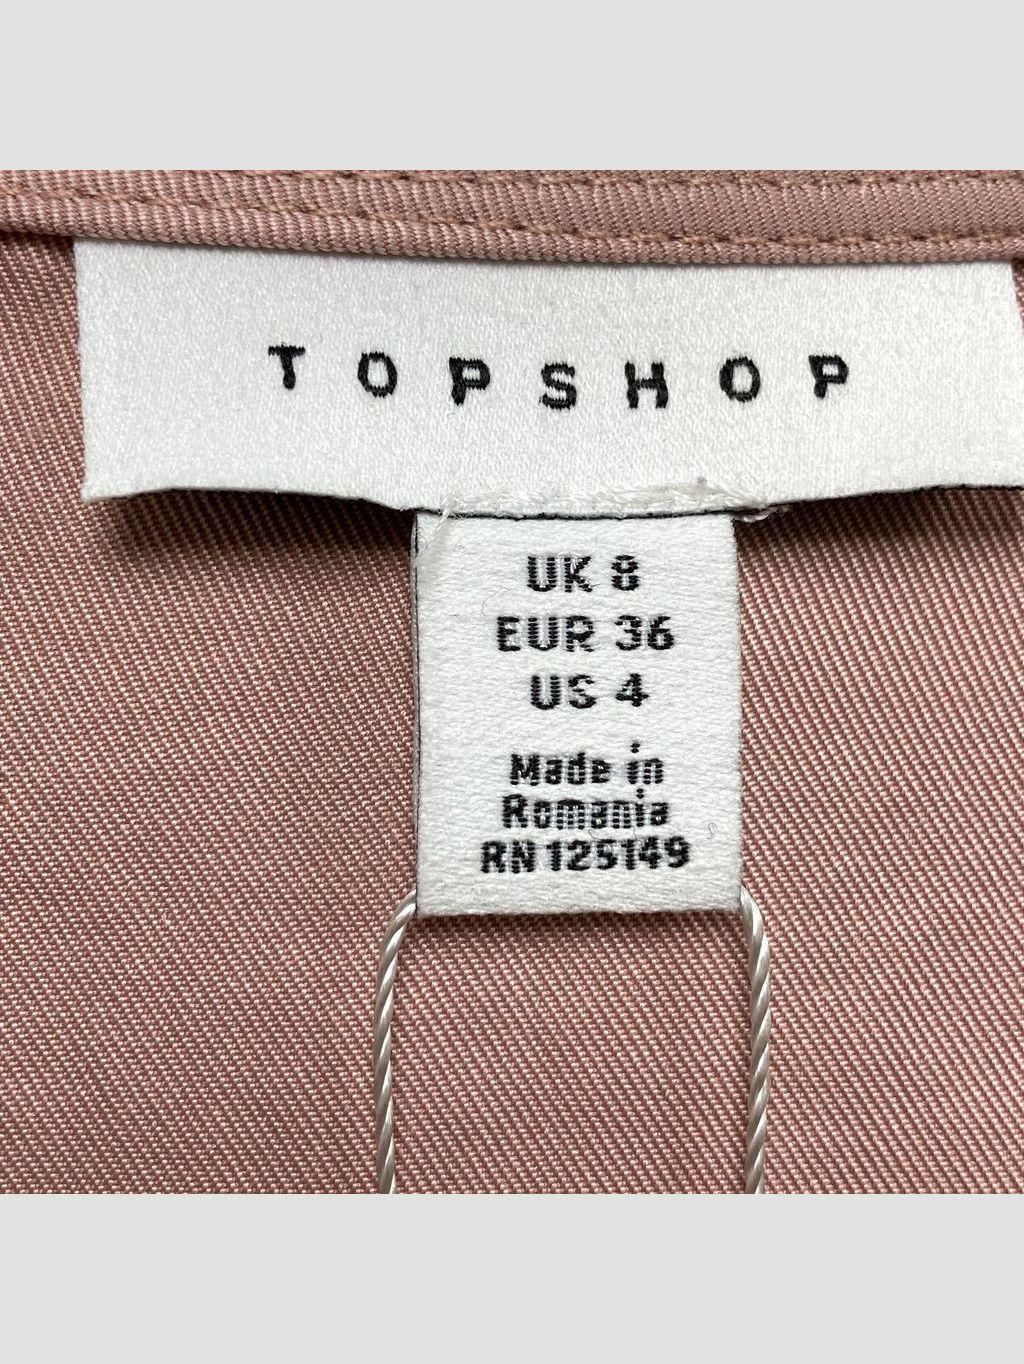 TOPSHOP
UK 8
EUR 36
US 4
Made in
Romania
RN 125149